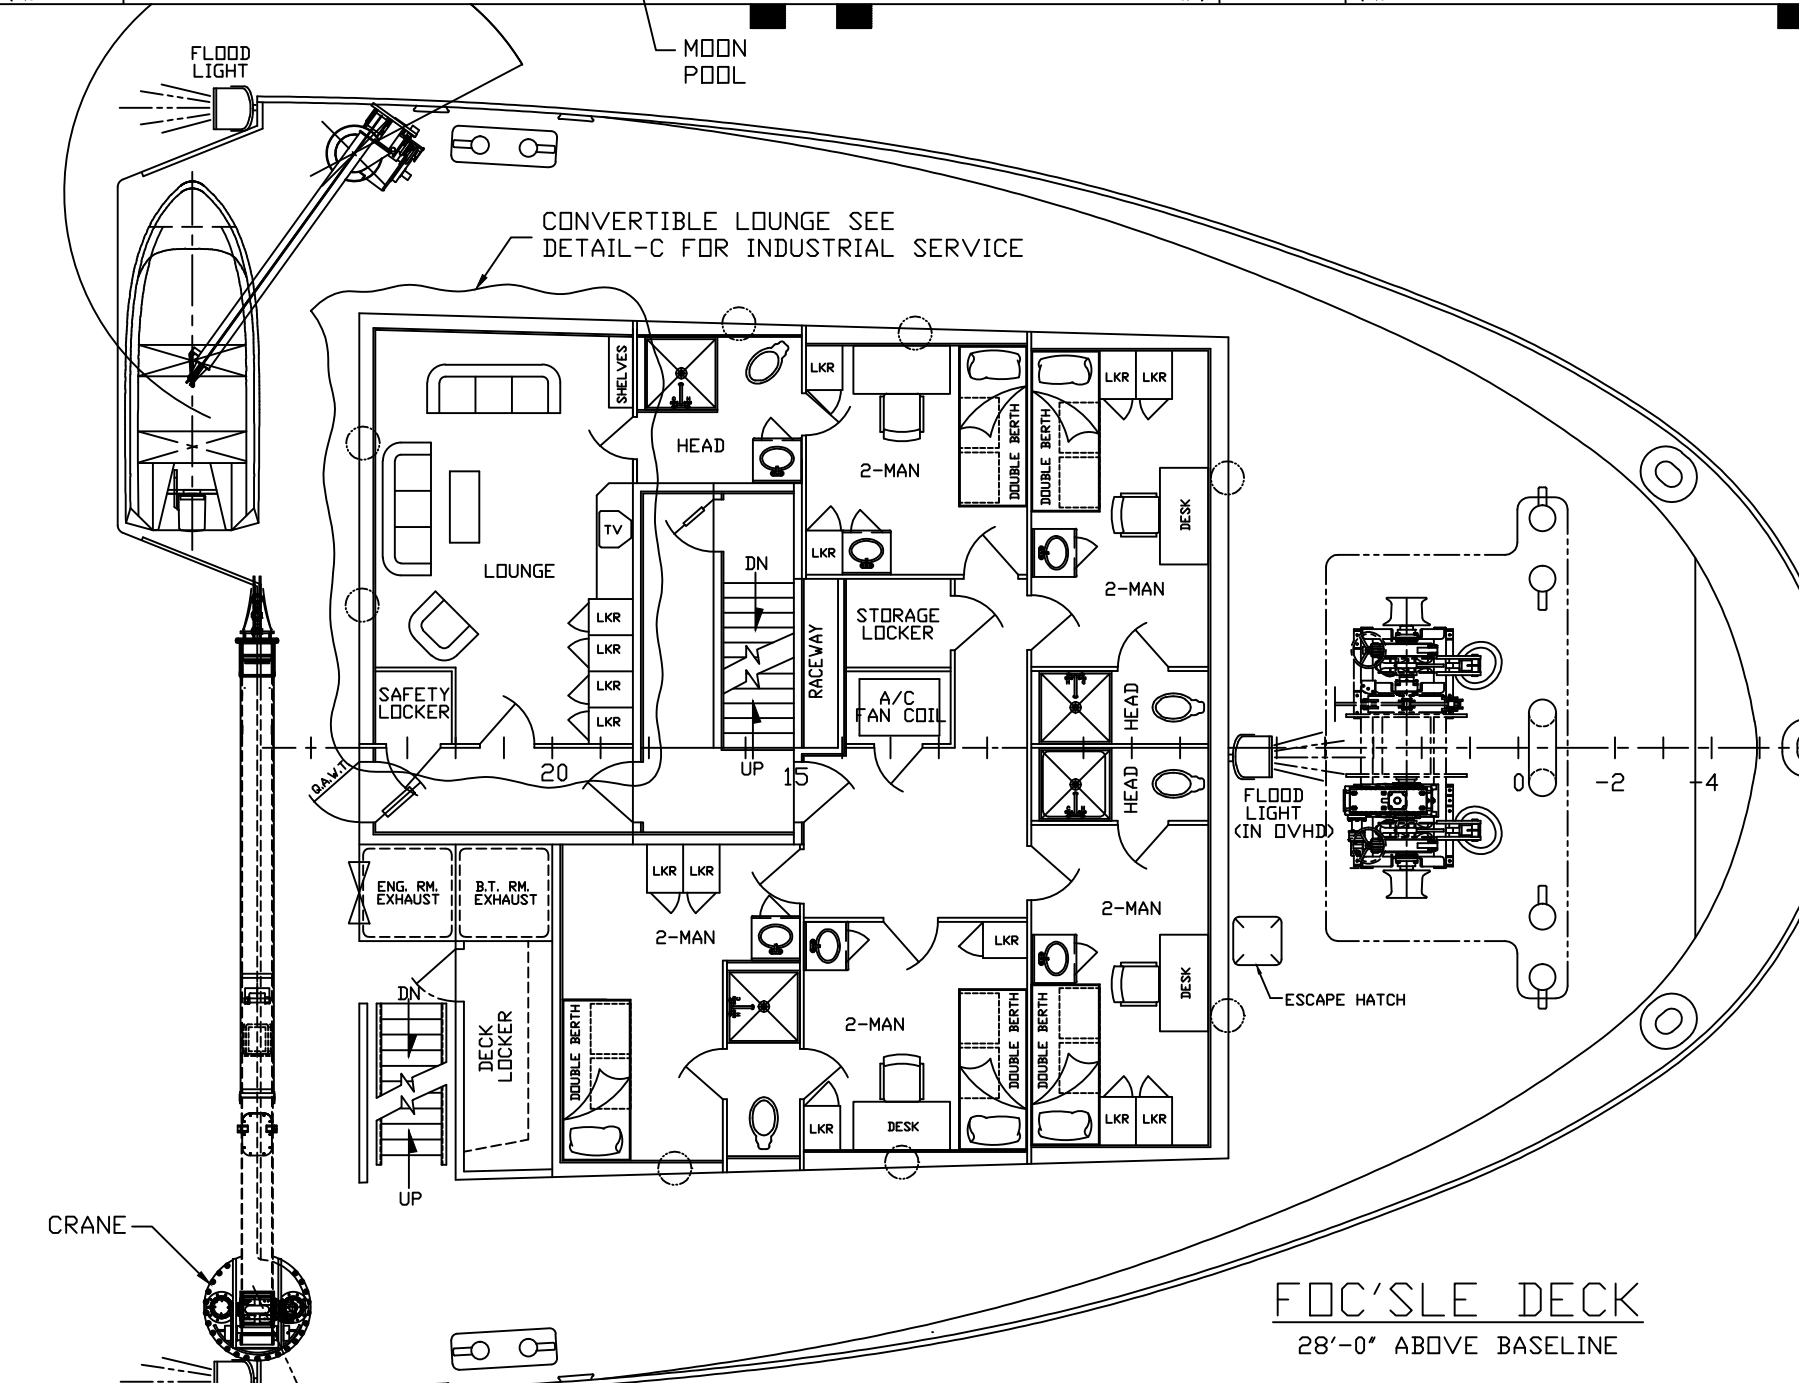 FLOOD
LIGHT
MOON
POOL
CONVERTIBLE LOUNGE SEE
DETAIL-C FOR INDUSTRIAL SERVICE
SHELVES
LKR
LKR
LKR
HEAD
2-MAN
DOUBLE BERTH
DOUBLE BERTH
DESK
TV
LKR
LOUNGE
DN
2-MAN
LKR
LKR
LKR
LKR
STORAGE
LOCKER
RACEWAY
SAFETY
LOCKER
A/C
FAN COIL
HEAD
HEAD
Q.A.W.T.
20
UP
15
0
-2
-4
FLOOD
LIGHT
(IN OVHD)
ENG. RM.
EXHAUST
B.T. RM.
EXHAUST
LKR
LKR
2-MAN
2-MAN
LKR
DESK
DN
DECK
LOCKER
DOUBLE BERTH
2-MAN
DOUBLE BERTH
DOUBLE BERTH
ESCAPE HATCH
LKR
DESK
LKR
LKR
UP
CRANE
FOC'SLE DECK
28'-0" ABOVE BASELINE